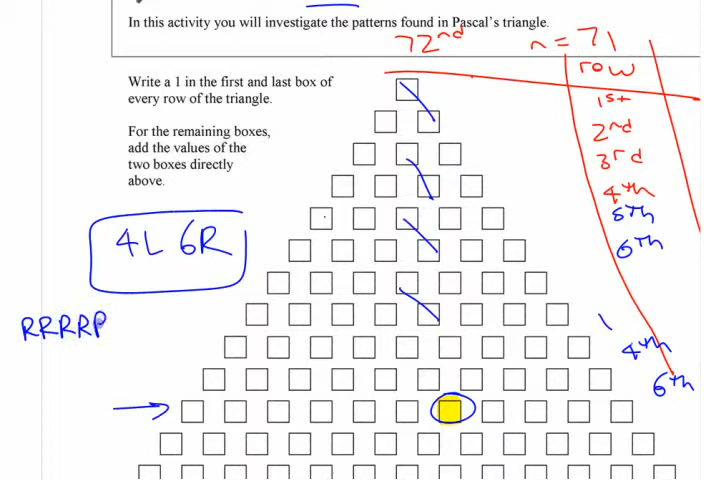 In this activity you will investigate the patterns found in Pascal's triangle.
72nd
n = 71
row
Write a 1 in the first and last box of
every row of the triangle.
1st
2nd
For the remaining boxes,
add the values of the
two boxes directly
above.
3rd
4th
5th
6th
4L 6R
RRRRR
4th
6th